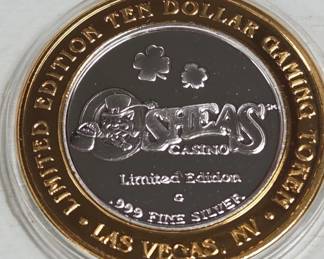 LIMITED EDITION TEN DOLLAR GAMING TOKEN
O'SHEAS
CASINO
Limited Edition
G
.999 FINE SILVER
• LAS VEGAS, NV •